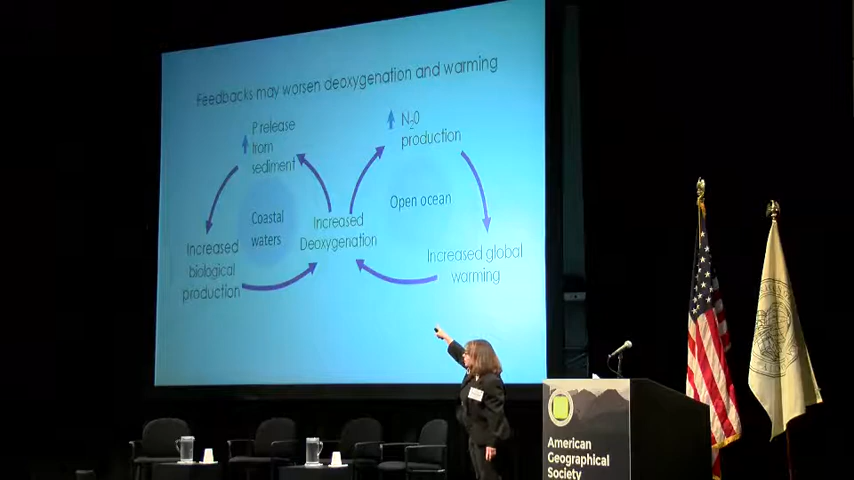 Feedbacks may worsen deoxygenation and warming
P release
from
sediment
N20
production
Coastal
waters
Open ocean
Increased
Deoxygenation
Increased
biological
production
Increased global
warming
American
Geographical
Society